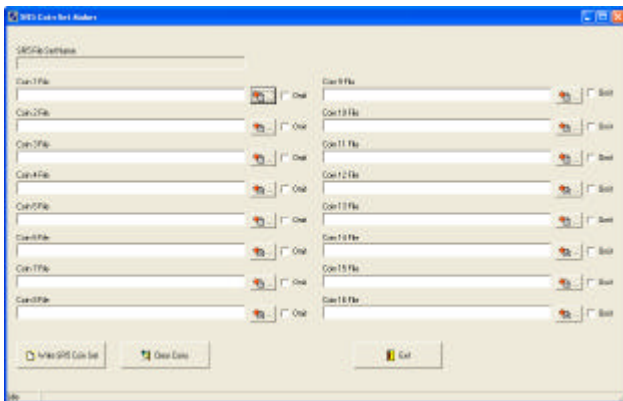 SR5 Coin Set Maker
SR5 File Set Name
Coin 1 File
Omit
Coin 2 File
Omit
Coin 3 File
Omit
Coin 4 File
Omit
Coin 5 File
Omit
Coin 6 File
Omit
Coin 7 File
Omit
Coin 8 File
Omit
Coin 9 File
Omit
Coin 10 File
Omit
Coin 11 File
Omit
Coin 12 File
Omit
Coin 13 File
Omit
Coin 14 File
Omit
Coin 15 File
Omit
Coin 16 File
Omit
Write SR5 Coin Set
Clear Coins
Exit
Idle